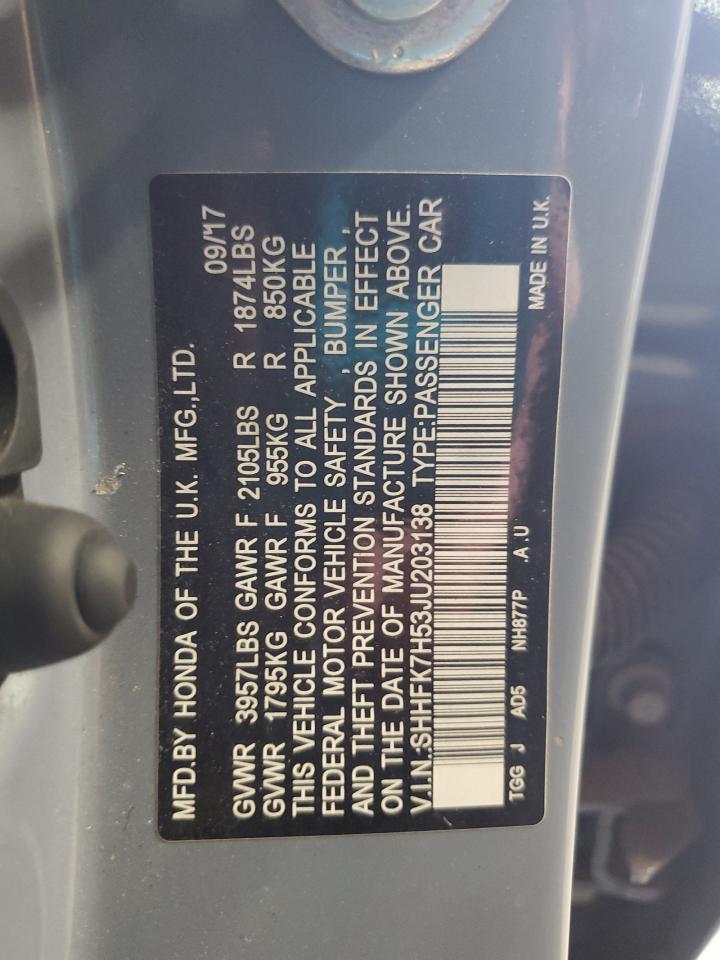 MFD.BY HONDA OF THE U.K. MFG.,LTD. 09/17
GVWR 3957LBS GAWR F 2105LBS R 1874LBS
GVWR 1795KG GAWR F 955KG R 850KG
THIS VEHICLE CONFORMS TO ALL APPLICABLE
FEDERAL MOTOR VEHICLE SAFETY , BUMPER ,
AND THEFT PREVENTION STANDARDS IN EFFECT
ON THE DATE OF MANUFACTURE SHOWN ABOVE.
V.I.N.:SHHFK7H53JU203138 TYPE:PASSENGER CAR
TGG J AD5 NH877P .A .U MADE IN U.K.